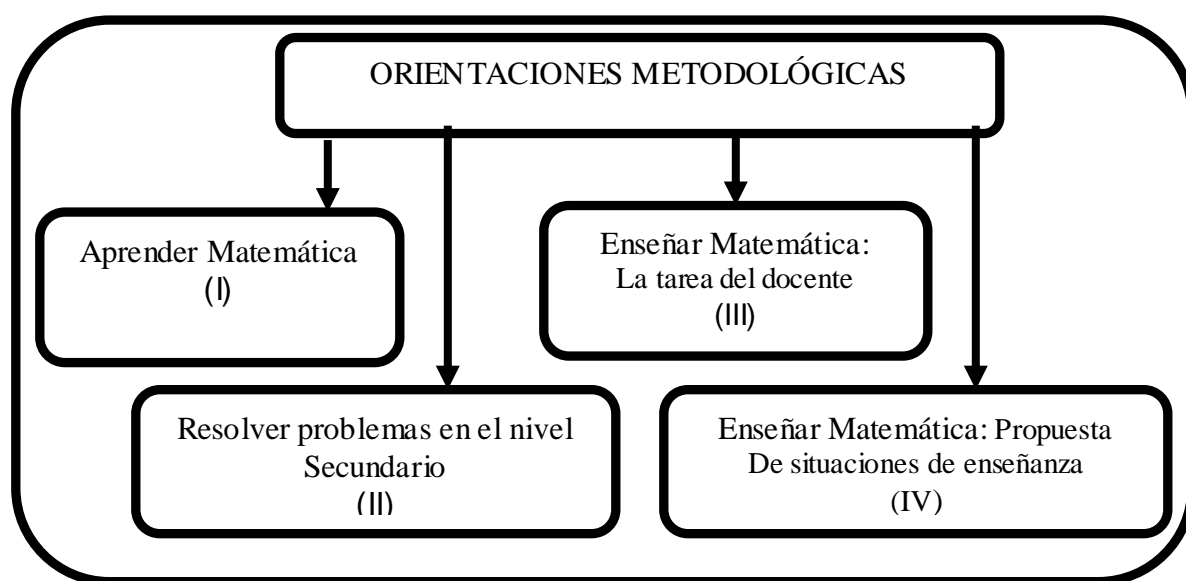 ORIENTACIONES METODOLÓGICAS
Aprender Matemática
(I)
Enseñar Matemática:
La tarea del docente
(III)
Resolver problemas en el nivel
Secundario
(II)
Enseñar Matemática: Propuesta
De situaciones de enseñanza
(IV)